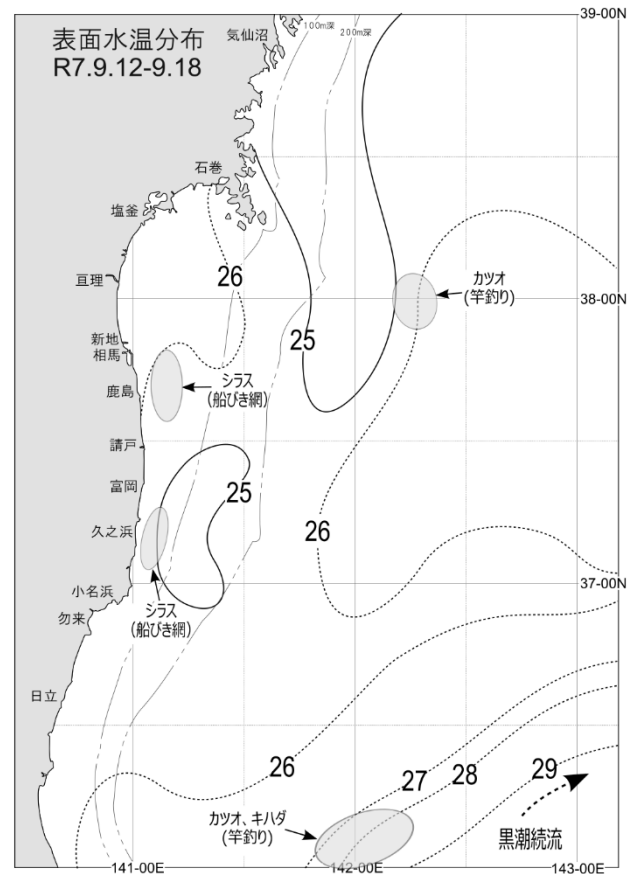 表面水温分布
R7.9.12-9.18
39-00N
100m深
200m深
気仙沼
石巻
塩釜
26
亘理
カツオ
(竿釣り)
38-00N
新地
相馬
25
鹿島
シラス
(船びき網)
請戸
富岡
25
久之浜
26
小名浜
37-00N
勿来
シラス
(船びき網)
日立
26
27
28
29
カツオ、キハダ
(竿釣り)
黒潮続流
141-00E
142-00E
143-00E